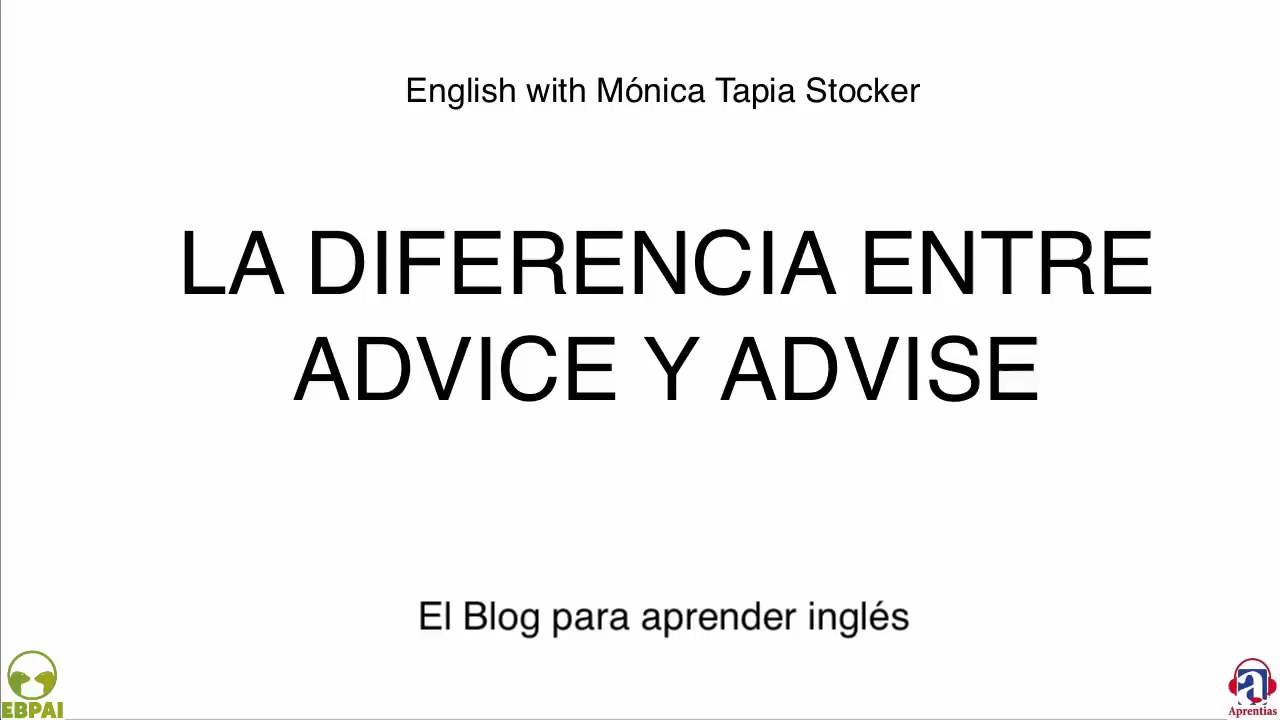 English with Mónica Tapia Stocker
LA DIFERENCIA ENTRE
ADVICE Y ADVISE
El Blog para aprender inglés
EBPAI
a
Aprentias